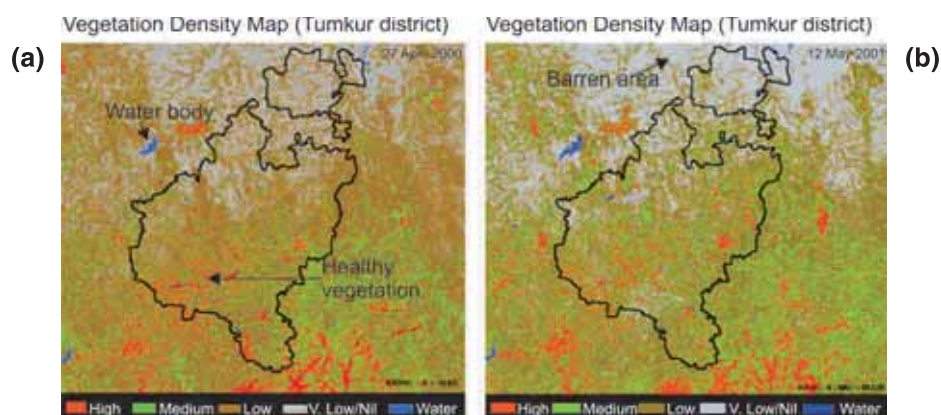 Vegetation Density Map (Tumkur district)
(a)
27 April 2000
Water body
Healthy
vegetation
High Medium Low V. Low/Nil Water
Vegetation Density Map (Tumkur district)
(b)
12 May 2001
Barren area
High Medium Low V. Low/Nil Water